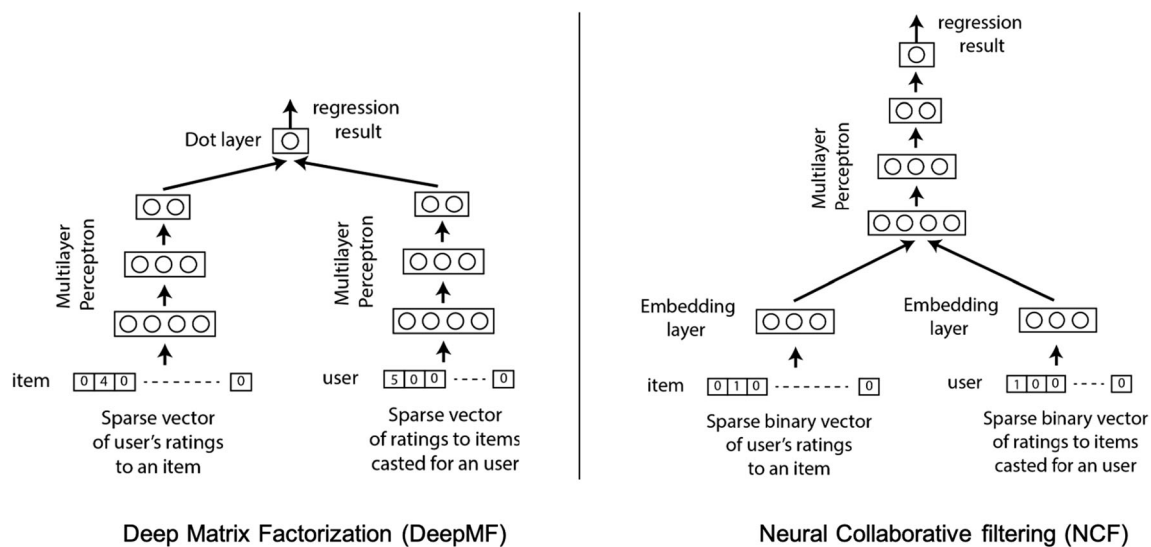 regression
result
Dot layer
Multilayer
Perceptron
Multilayer
Perceptron
item
0 4 0 0
user
5 0 0 0
Sparse vector
of user's ratings
to an item
Sparse vector
of ratings to items
casted for an user
Deep Matrix Factorization (DeepMF)
regression
result
Multilayer
Perceptron
Embedding
layer
Embedding
layer
item
0 1 0 0
user
1 0 0 0
Sparse binary vector
of user's ratings
to an item
Sparse binary vector
of ratings to items
casted for an user
Neural Collaborative filtering (NCF)